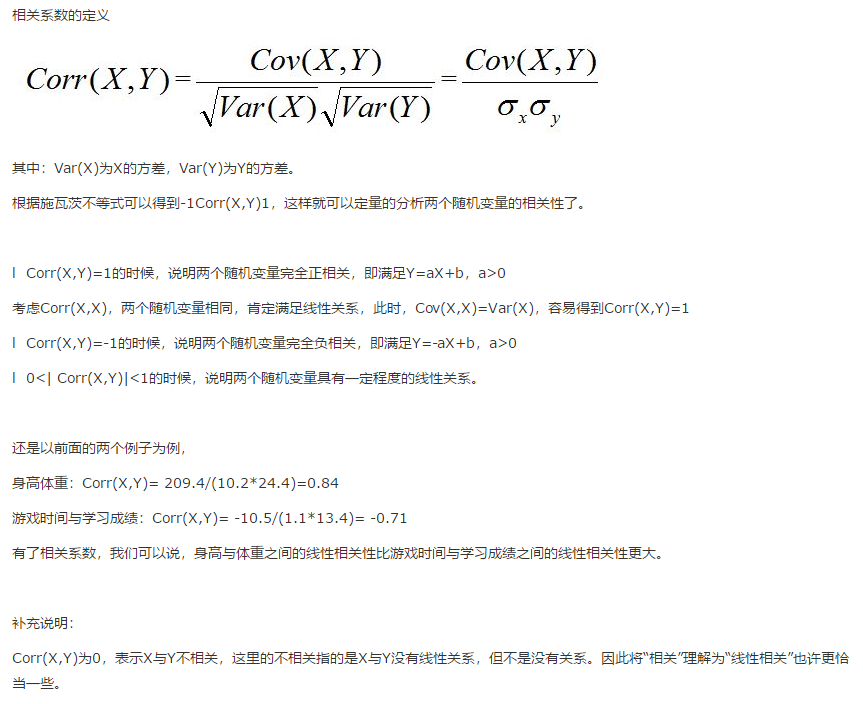 相关系数的定义
Corr(X,Y)=Cov(X,Y)/(√Var(X)√Var(Y))=Cov(X,Y)/(σxσy)
其中：Var(X)为X的方差，Var(Y)为Y的方差。
根据施瓦茨不等式可以得到-1Corr(X,Y)1，这样就可以定量的分析两个随机变量的相关性了。
l Corr(X,Y)=1的时候，说明两个随机变量完全正相关，即满足Y=aX+b，a>0
考虑Corr(X,X)，两个随机变量相同，肯定满足线性关系，此时，Cov(X,X)=Var(X)，容易得到Corr(X,Y)=1
l Corr(X,Y)=-1的时候，说明两个随机变量完全负相关，即满足Y=-aX+b，a>0
l 0<| Corr(X,Y)|<1的时候，说明两个随机变量具有一定程度的线性关系。
还是以前面的两个例子为例，
身高体重：Corr(X,Y)= 209.4/(10.2*24.4)=0.84
游戏时间与学习成绩：Corr(X,Y)= -10.5/(1.1*13.4)= -0.71
有了相关系数，我们可以说，身高与体重之间的线性相关性比游戏时间与学习成绩之间的线性相关性更大。
补充说明：
Corr(X,Y)为0，表示X与Y不相关，这里的不相关指的是X与Y没有线性关系，但不是没有关系。因此将“相关”理解为“线性相关”也许更恰
当一些。